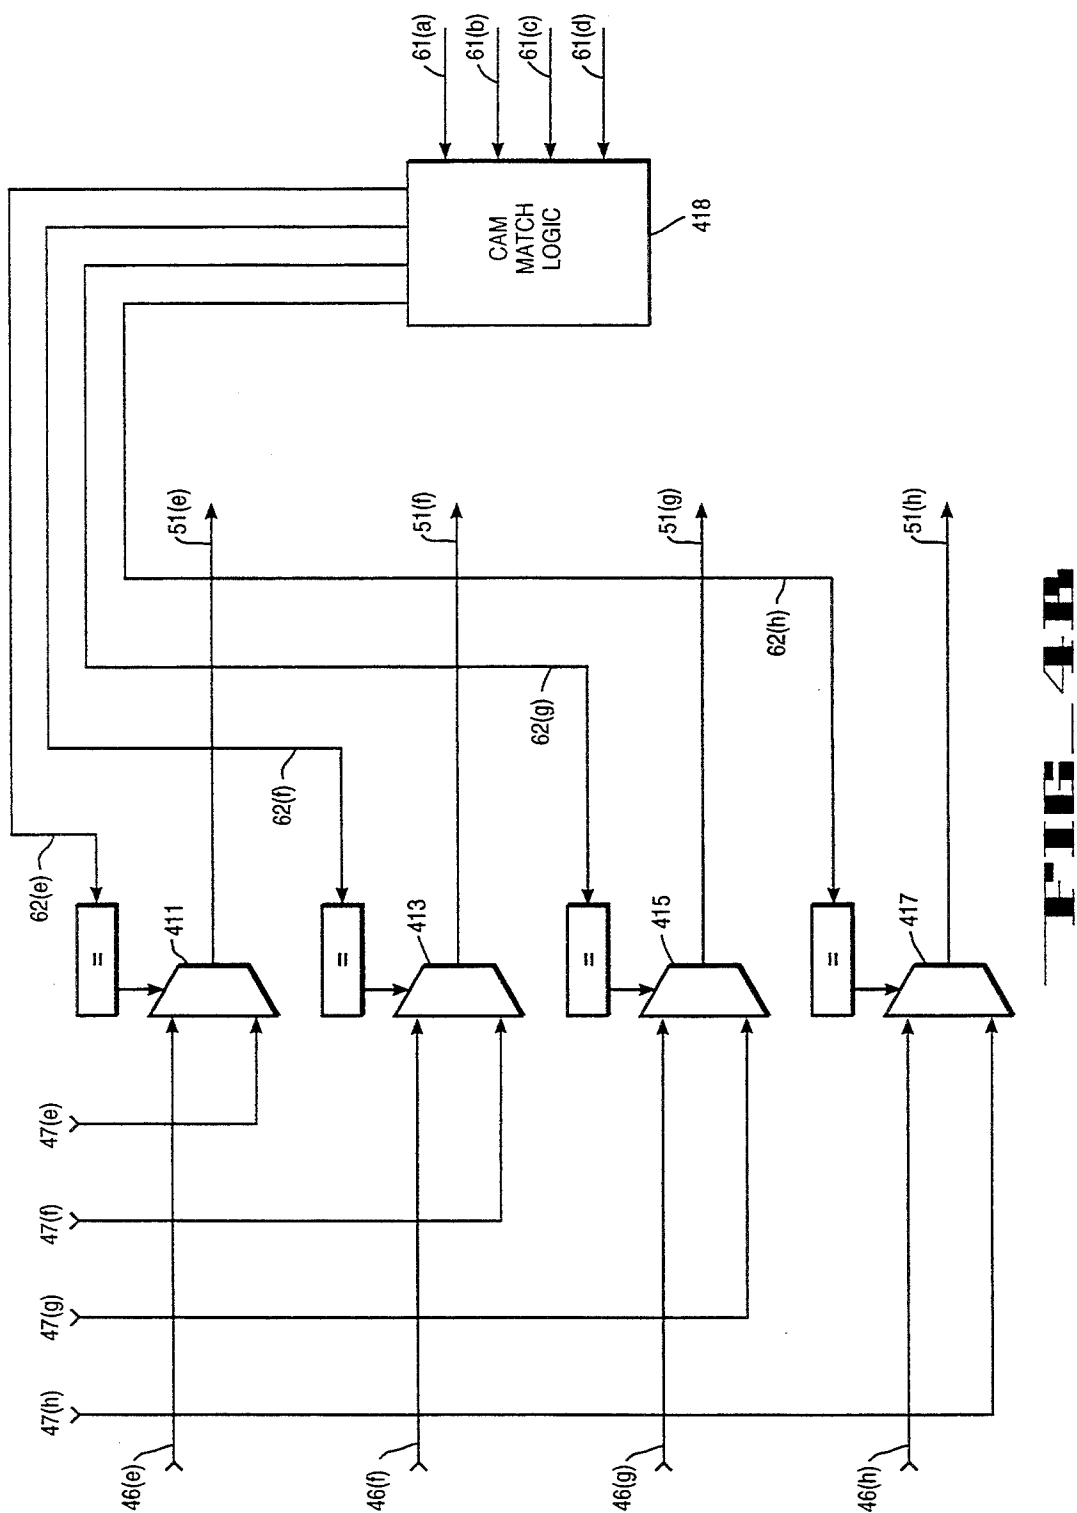 61(a)
61(b)
61(c)
61(d)
CAM
MATCH
LOGIC
418
51(e)
51(f)
51(g)
51(h)
62(e)
62(f)
62(g)
62(h)
=
=
=
=
411
413
415
417
47(e)
47(f)
47(g)
47(h)
46(e)
46(f)
46(g)
46(h)
FIG_4B